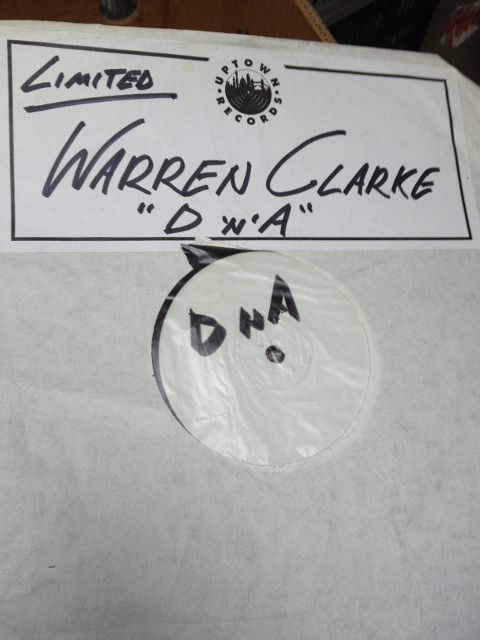 LIMITED
UPTOWN RECORDS
WARREN CLARKE
"D 'N' A"
DNA